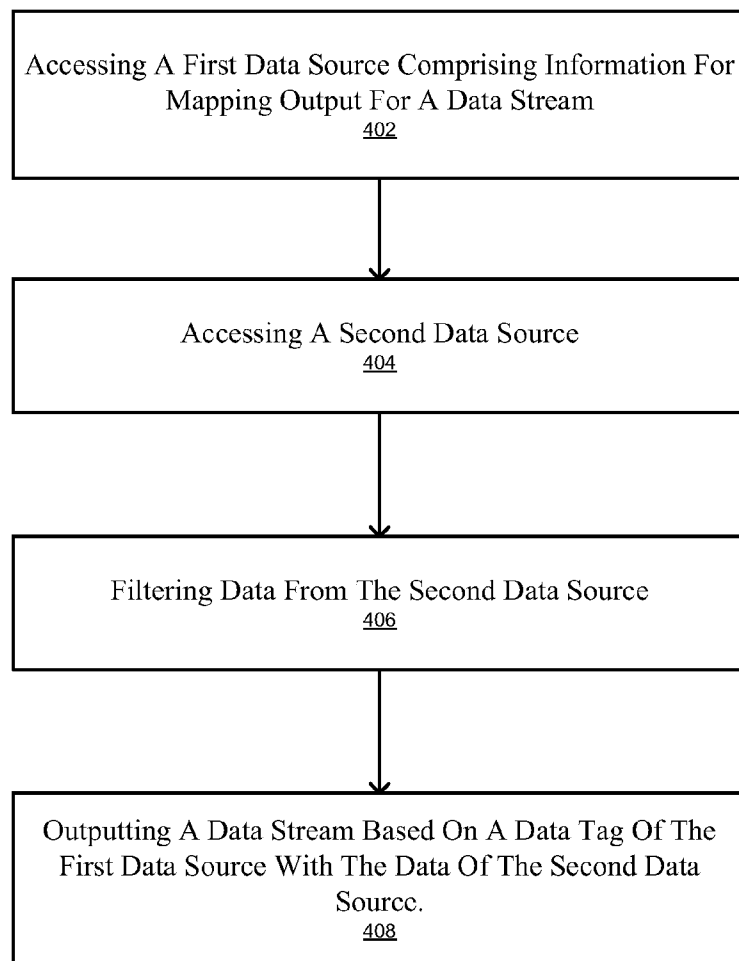 Accessing A First Data Source Comprising Information For
Mapping Output For A Data Stream
402
Accessing A Second Data Source
404
Filtering Data From The Second Data Source
406
Outputting A Data Stream Based On A Data Tag Of The
First Data Source With The Data Of The Second Data
Source.
408